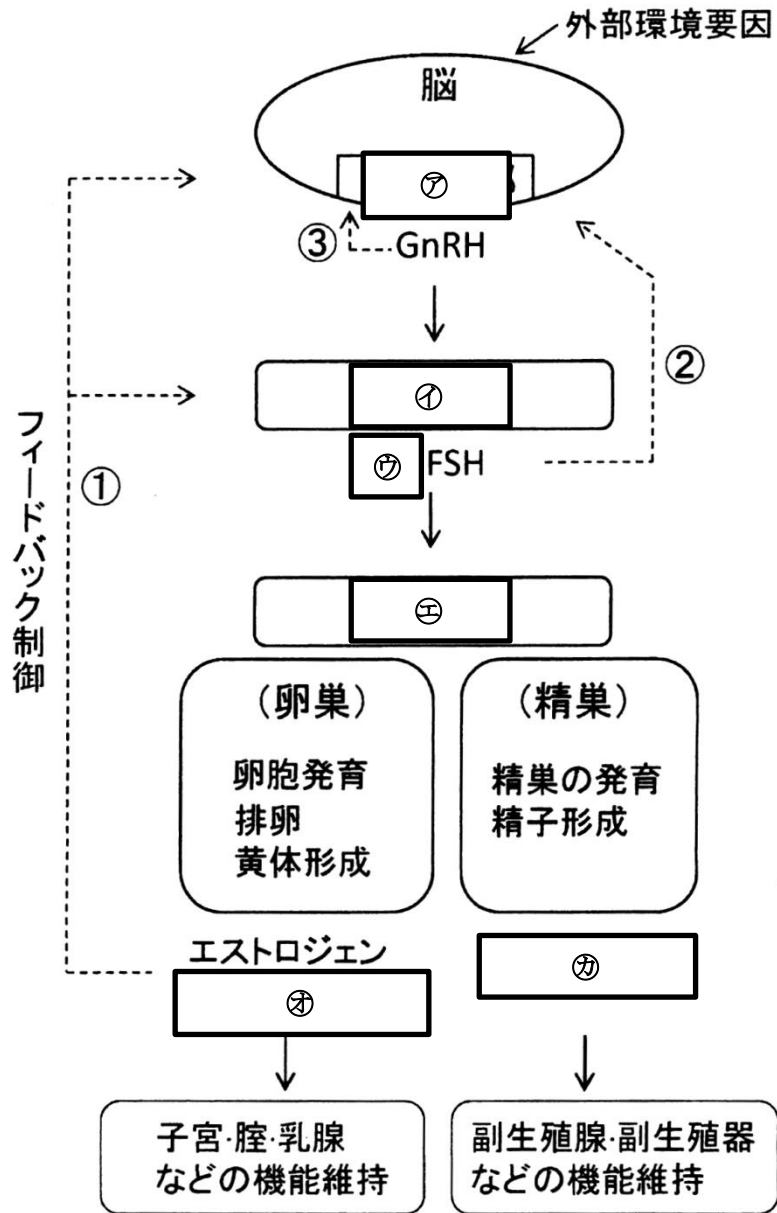 外部環境要因
脳
㋐
③
GnRH
②
㋑
㋒ FSH
フィードバック制御
①
㋓
(卵巣)
卵胞発育
排卵
黄体形成
(精巣)
精巣の発育
精子形成
エストロジェン
㋔
㋕
子宮·腟·乳腺
などの機能維持
副生殖腺·副生殖器
などの機能維持